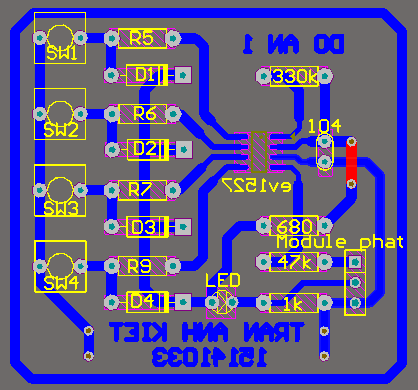 R5
DO AN 1
SW1
D1
330k
R6
SW2
104
D2
ev1527
R7
SW3
D3
680
Module_phat
R9
47k
SW4
LED
D4
1k
TRAN ANH KIET
15141033